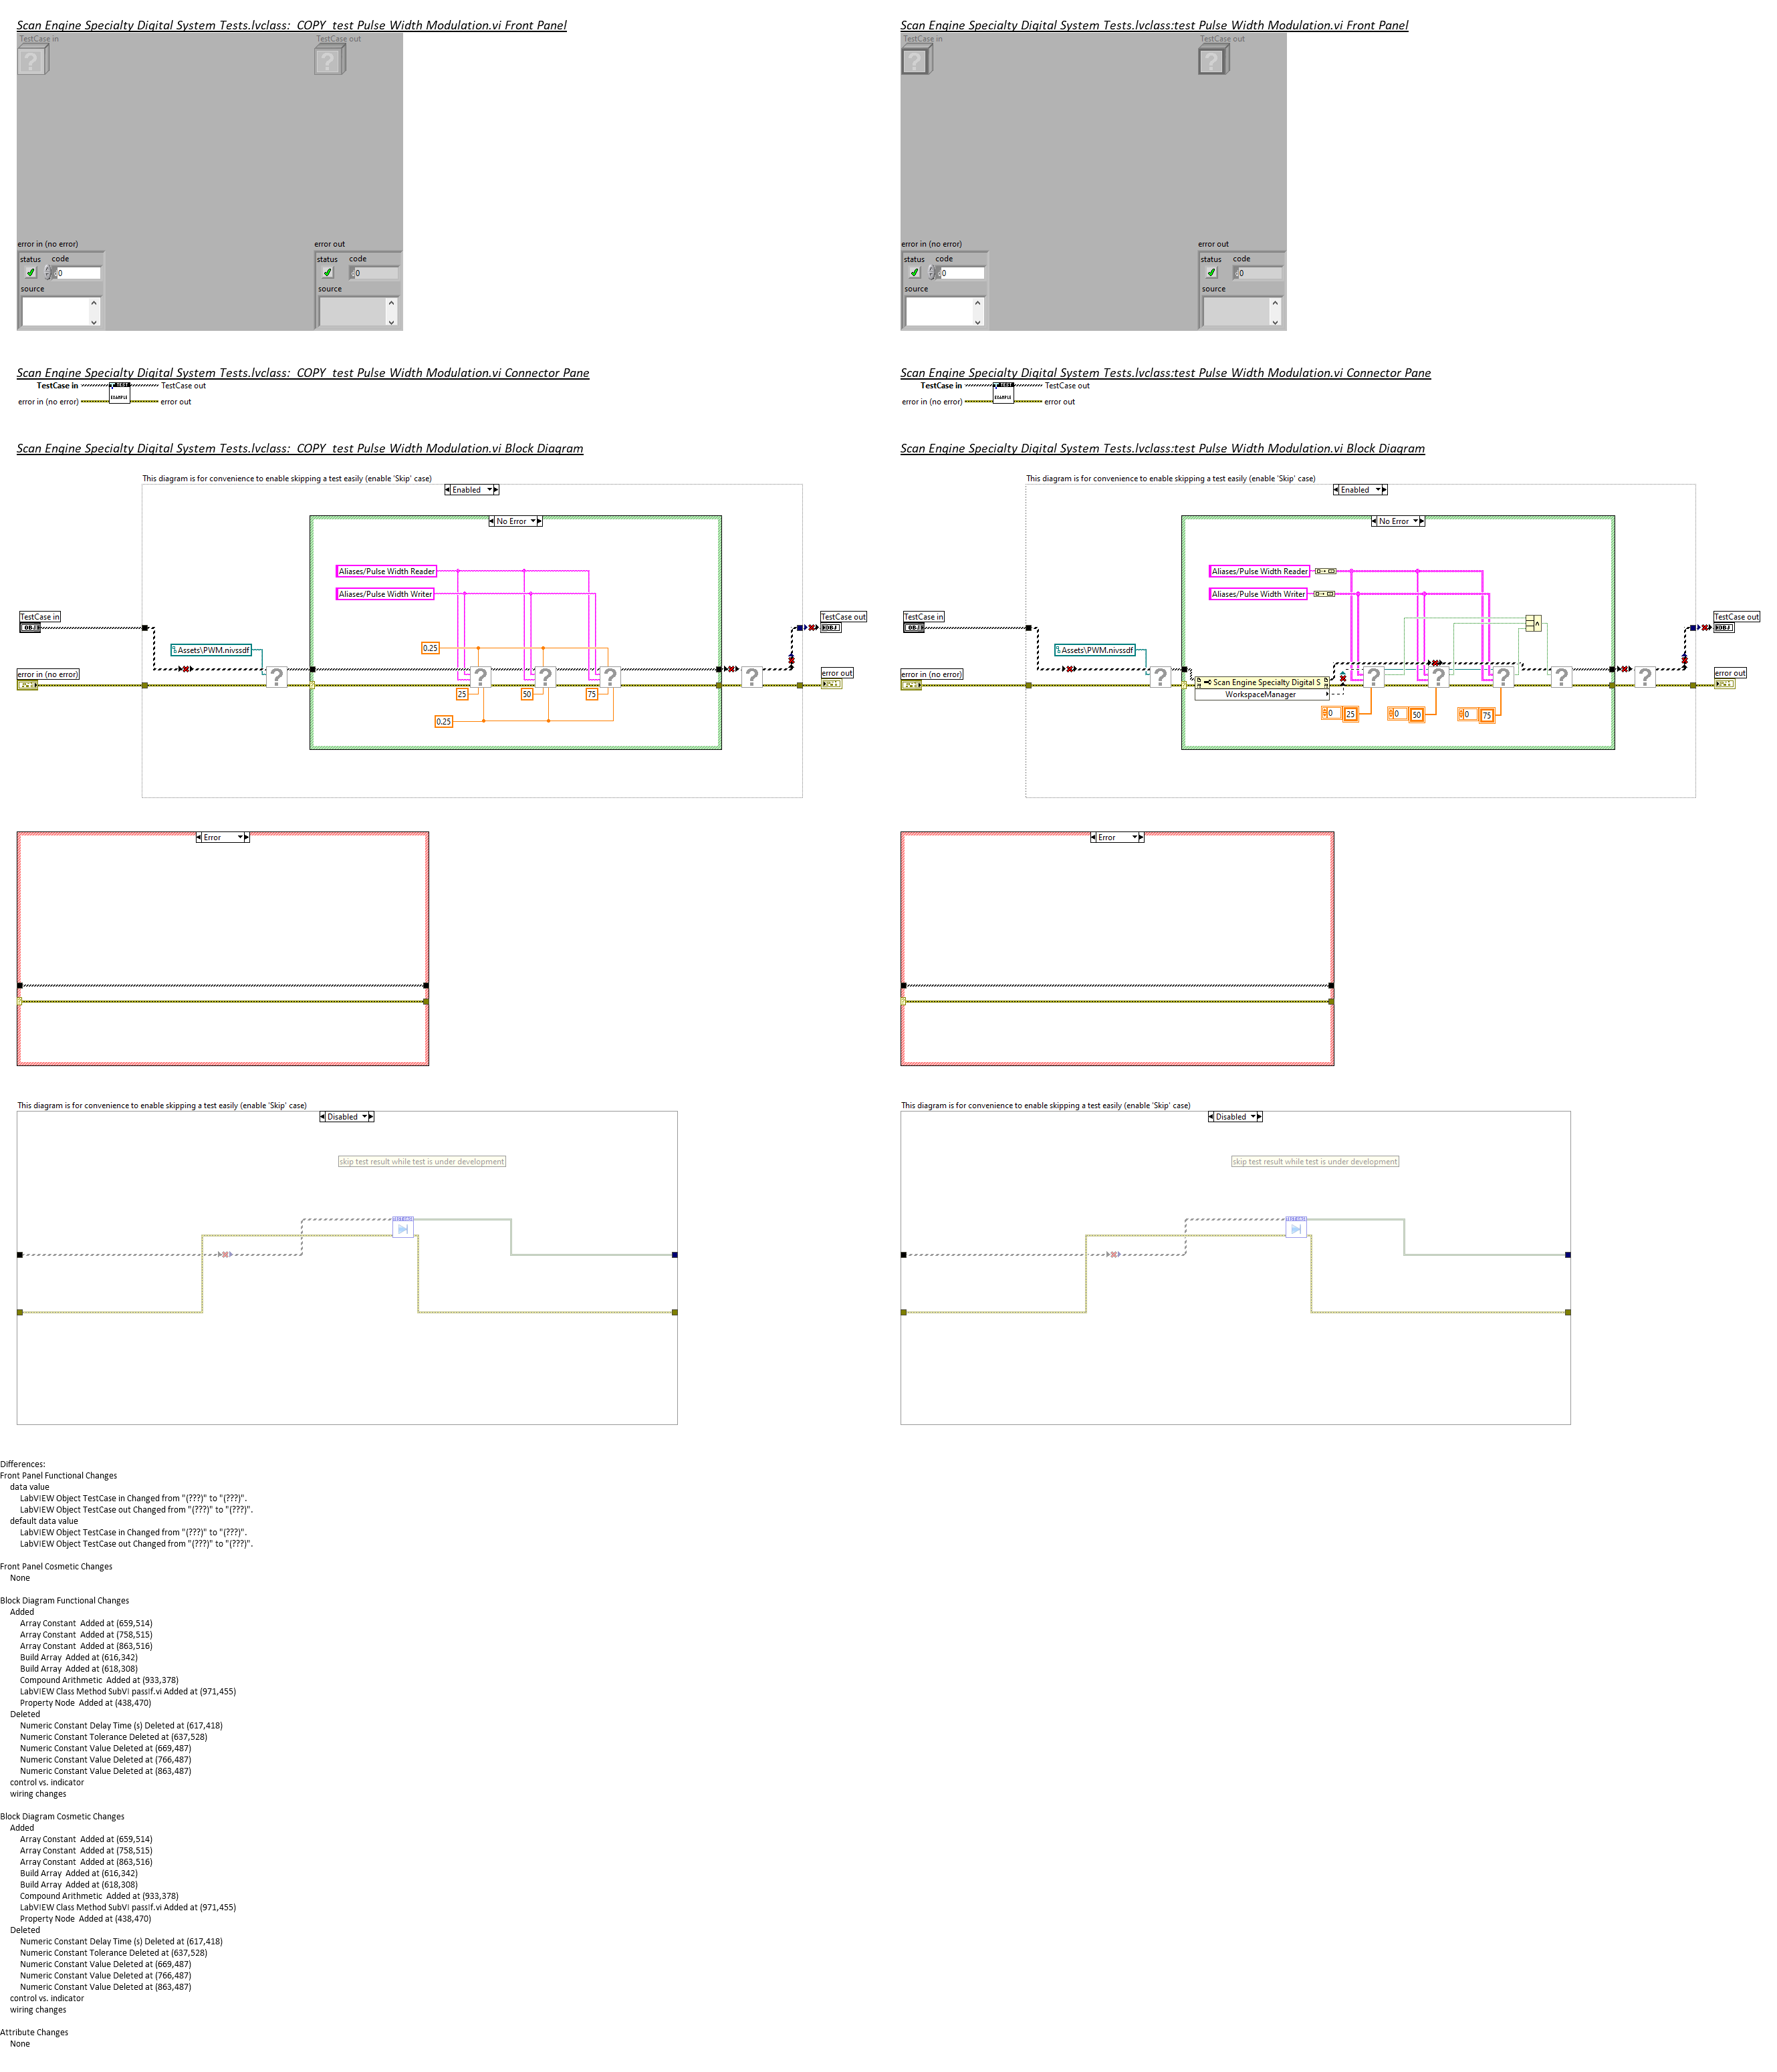 Scan Engine Specialty Digital System Tests.lvclass:  COPY  test Pulse Width Modulation.vi Front Panel
TestCase in
TestCase out
error in (no error)
status
code
0
source
error out
status
code
0
source
Scan Engine Specialty Digital System Tests.lvclass:test Pulse Width Modulation.vi Front Panel
TestCase in
TestCase out
error in (no error)
status
code
0
source
error out
status
code
0
source
Scan Engine Specialty Digital System Tests.lvclass:  COPY  test Pulse Width Modulation.vi Connector Pane
TestCase in
TEST
EXAMPLE
TestCase out
error in (no error)
error out
Scan Engine Specialty Digital System Tests.lvclass:test Pulse Width Modulation.vi Connector Pane
TestCase in
TEST
EXAMPLE
TestCase out
error in (no error)
error out
Scan Engine Specialty Digital System Tests.lvclass:  COPY  test Pulse Width Modulation.vi Block Diagram
This diagram is for convenience to enable skipping a test easily (enable 'Skip' case)
Enabled
No Error
Aliases/Pulse Width Reader
Aliases/Pulse Width Writer
TestCase in
OBJ
TestCase out
OBJ
Assets\PWM.nivssdf
0.25
error in (no error)
error out
25
50
75
0.25
Scan Engine Specialty Digital System Tests.lvclass:test Pulse Width Modulation.vi Block Diagram
This diagram is for convenience to enable skipping a test easily (enable 'Skip' case)
Enabled
No Error
Aliases/Pulse Width Reader
Aliases/Pulse Width Writer
TestCase in
OBJ
TestCase out
OBJ
Assets\PWM.nivssdf
error in (no error)
error out
Scan Engine Specialty Digital S
WorkspaceManager
0
25
0
50
0
75
Error
Error
This diagram is for convenience to enable skipping a test easily (enable 'Skip' case)
Disabled
skip test result while test is under development
This diagram is for convenience to enable skipping a test easily (enable 'Skip' case)
Disabled
skip test result while test is under development
Differences:
Front Panel Functional Changes
data value
LabVIEW Object TestCase in Changed from "(???)" to "(???)".
LabVIEW Object TestCase out Changed from "(???)" to "(???)".
default data value
LabVIEW Object TestCase in Changed from "(???)" to "(???)".
LabVIEW Object TestCase out Changed from "(???)" to "(???)".
Front Panel Cosmetic Changes
None
Block Diagram Functional Changes
Added
Array Constant  Added at (659,514)
Array Constant  Added at (758,515)
Array Constant  Added at (863,516)
Build Array  Added at (616,342)
Build Array  Added at (618,308)
Compound Arithmetic  Added at (933,378)
LabVIEW Class Method SubVI passIf.vi Added at (971,455)
Property Node  Added at (438,470)
Deleted
Numeric Constant Delay Time (s) Deleted at (617,418)
Numeric Constant Tolerance Deleted at (637,528)
Numeric Constant Value Deleted at (669,487)
Numeric Constant Value Deleted at (766,487)
Numeric Constant Value Deleted at (863,487)
control vs. indicator
wiring changes
Block Diagram Cosmetic Changes
Added
Array Constant  Added at (659,514)
Array Constant  Added at (758,515)
Array Constant  Added at (863,516)
Build Array  Added at (616,342)
Build Array  Added at (618,308)
Compound Arithmetic  Added at (933,378)
LabVIEW Class Method SubVI passIf.vi Added at (971,455)
Property Node  Added at (438,470)
Deleted
Numeric Constant Delay Time (s) Deleted at (617,418)
Numeric Constant Tolerance Deleted at (637,528)
Numeric Constant Value Deleted at (669,487)
Numeric Constant Value Deleted at (766,487)
Numeric Constant Value Deleted at (863,487)
control vs. indicator
wiring changes
Attribute Changes
None